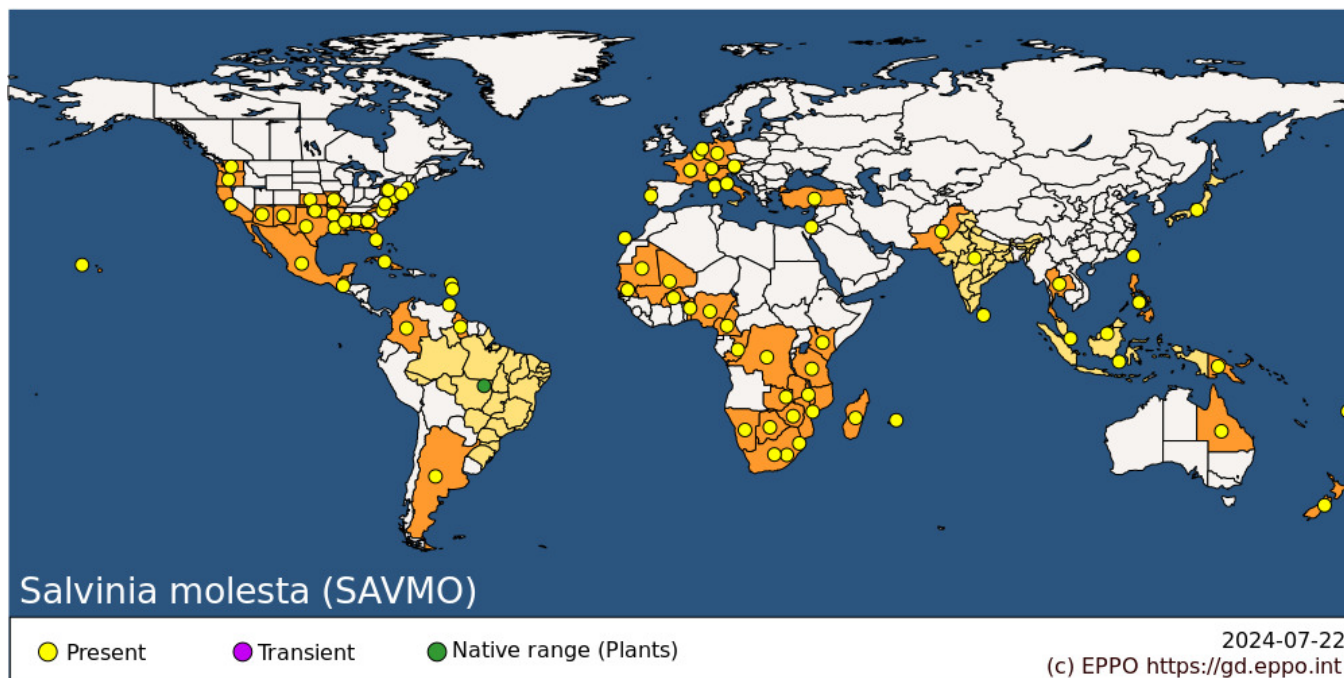 Salvinia molesta (SAVMO)
Present
Transient
Native range (Plants)
2024-07-22
(c) EPPO https://gd.eppo.int